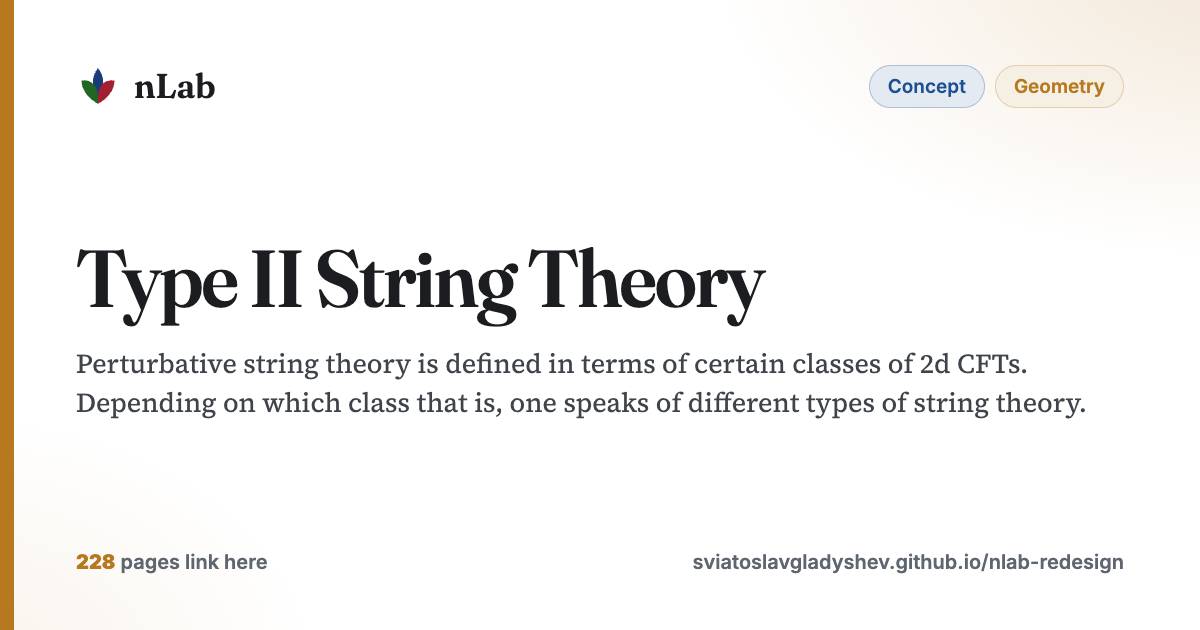 nLab
Concept
Geometry
Type II String Theory
Perturbative string theory is defined in terms of certain classes of 2d CFTs.
Depending on which class that is, one speaks of different types of string theory.
228 pages link here
sviatoslavgladyshev.github.io/nlab-redesign